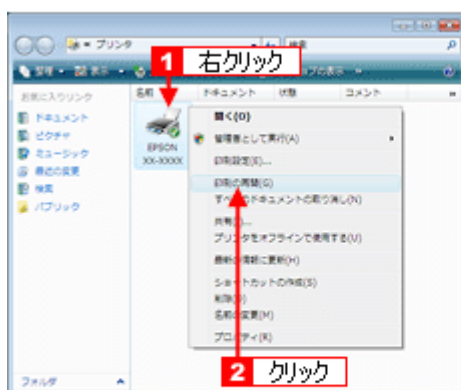 プリンタ
検索
1 右クリック
名前 ドキュメント 状態 コメント
お気に入りリンク
ドキュメント
ピクチャ
ミュージック
最近の変更
検索
パブリック
EPSON
XX-XXXX
開く(O)
管理者として実行(A)
印刷設定(E)...
印刷の再開(G)
すべてのドキュメントの取り消し(N)
共有
プリンタをオフラインで使用する(U)
最新の情報に更新(H)
ショートカットの作成(S)
削除(D)
名前の変更(M)
プロパティ(R)
2 クリック
フォルダ